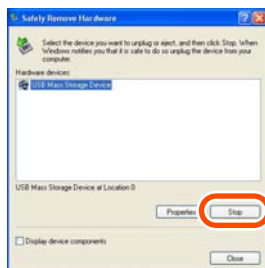 Safely Remove Hardware
Select the device you want to unplug or eject, and then click Stop. When
Windows notifies you that it is safe to do so unplug the device from your
computer.
Hardware devices:
USB Mass Storage Device
USB Mass Storage Device at Location 0
Properties
Stop
Display device components
Close